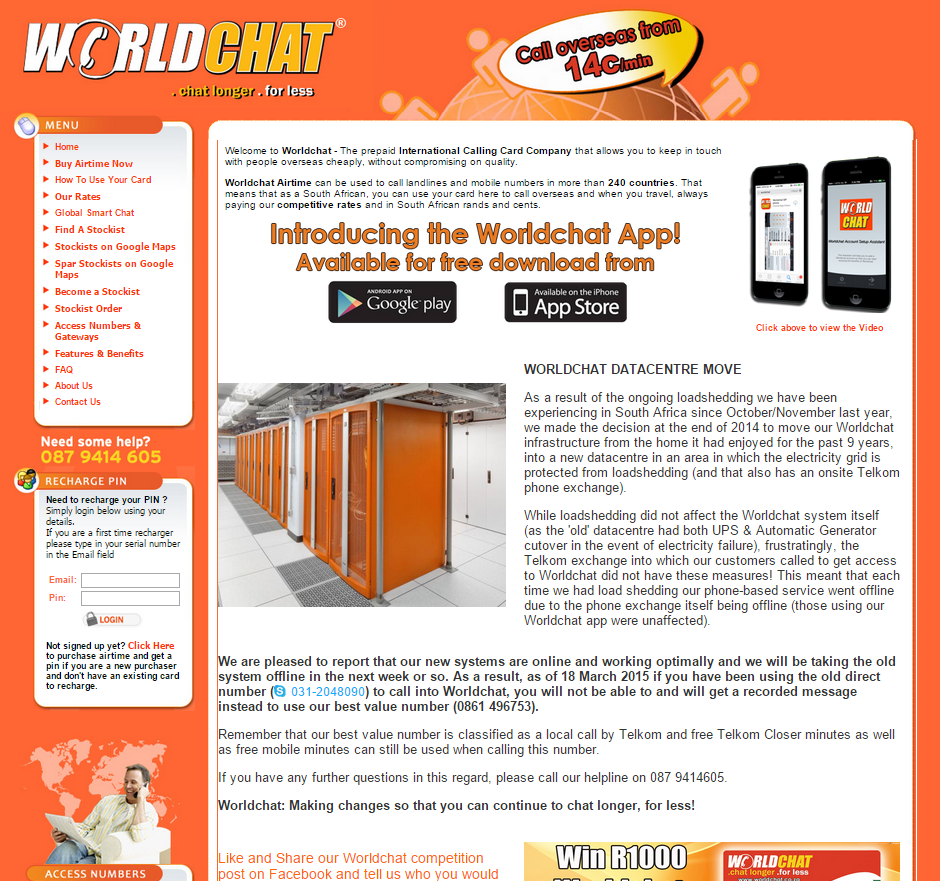 WORLDCHAT®
. chat longer . for less
Call overseas from
14c/min
MENU
Home
Buy Airtime Now
How To Use Your Card
Our Rates
Global Smart Chat
Find A Stockist
Stockists on Google Maps
Spar Stockists on Google
Maps
Become a Stockist
Stockist Order
Access Numbers &
Gateways
Features & Benefits
FAQ
About Us
Contact Us
Need some help?
087 9414 605
RECHARGE PIN
Need to recharge your PIN ?
Simply login below using your
details.
If you are a first time recharger
please type in your serial number
in the Email field
Email:
Pin:
LOGIN
Not signed up yet? Click Here
to purchase airtime and get a
pin if you are a new purchaser
and don't have an existing card
to recharge.
ACCESS NUMBERS
Welcome to Worldchat - The prepaid International Calling Card Company that allows you to keep in touch
with people overseas cheaply, without compromising on quality.
Worldchat Airtime can be used to call landlines and mobile numbers in more than 240 countries. That
means that as a South African, you can use your card here to call overseas and when you travel, always
paying our competitive rates and in South African rands and cents.
Introducing the Worldchat App!
Available for free download from
ANDROID APP ON
Google play
Available on the iPhone
App Store
WORLD
CHAT
Worldchat Account Setup Assistant
Click above to view the Video
WORLDCHAT DATACENTRE MOVE
As a result of the ongoing loadshedding we have been
experiencing in South Africa since October/November last year,
we made the decision at the end of 2014 to move our Worldchat
infrastructure from the home it had enjoyed for the past 9 years,
into a new datacentre in an area in which the electricity grid is
protected from loadshedding (and that also has an onsite Telkom
phone exchange).
While loadshedding did not affect the Worldchat system itself
(as the 'old' datacentre had both UPS & Automatic Generator
cutover in the event of electricity failure), frustratingly, the
Telkom exchange into which our customers called to get access
to Worldchat did not have these measures! This meant that each
time we had load shedding our phone-based service went offline
due to the phone exchange itself being offline (those using our
Worldchat app were unaffected).
We are pleased to report that our new systems are online and working optimally and we will be taking the old
system offline in the next week or so. As a result, as of 18 March 2015 if you have been using the old direct
number (031-2048090) to call into Worldchat, you will not be able to and will get a recorded message
instead to use our best value number (0861 496753).
Remember that our best value number is classified as a local call by Telkom and free Telkom Closer minutes as well
as free mobile minutes can still be used when calling this number.
If you have any further questions in this regard, please call our helpline on 087 9414605.
Worldchat: Making changes so that you can continue to chat longer, for less!
Like and Share our Worldchat competition
post on Facebook and tell us who you would
Win R1000
WORLDCHAT
.chat longer .for less